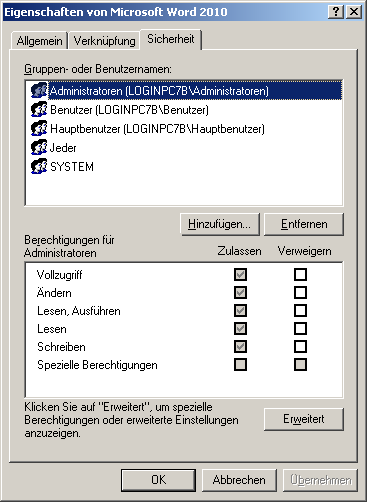 Eigenschaften von Microsoft Word 2010
Allgemein Verknüpfung Sicherheit
Gruppen- oder Benutzernamen:
Administratoren (LOGINPC7B\Administratoren)
Benutzer (LOGINPC7B\Benutzer)
Hauptbenutzer (LOGINPC7B\Hauptbenutzer)
Jeder
SYSTEM
Hinzufügen... Entfernen
Berechtigungen für
Administratoren Zulassen Verweigern
Vollzugriff
Ändern
Lesen, Ausführen
Lesen
Schreiben
Spezielle Berechtigungen
Klicken Sie auf "Erweitert", um spezielle
Berechtigungen oder erweiterte Einstellungen
anzuzeigen.
Erweitert
OK Abbrechen Übernehmen